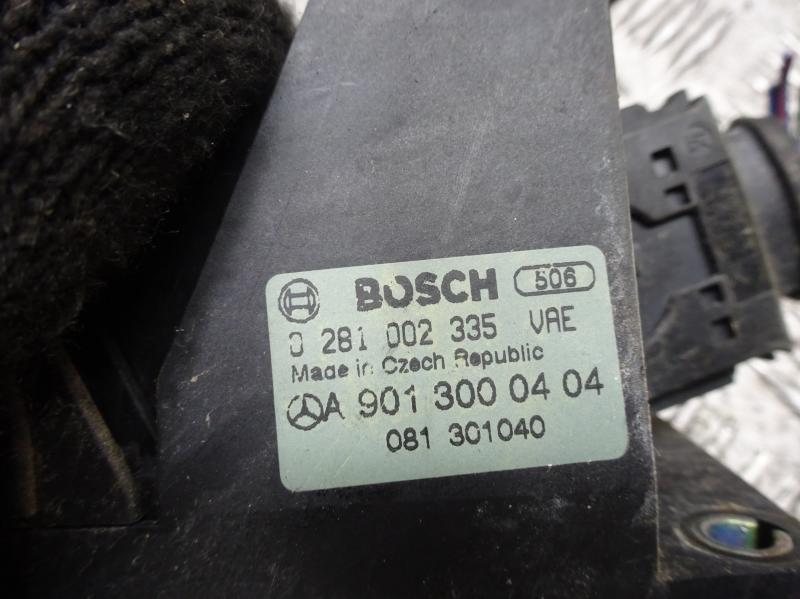 BOSCH 506
0 281 002 335 VAE
Made in Czech Republic
A 901 300 04 04
081 301040